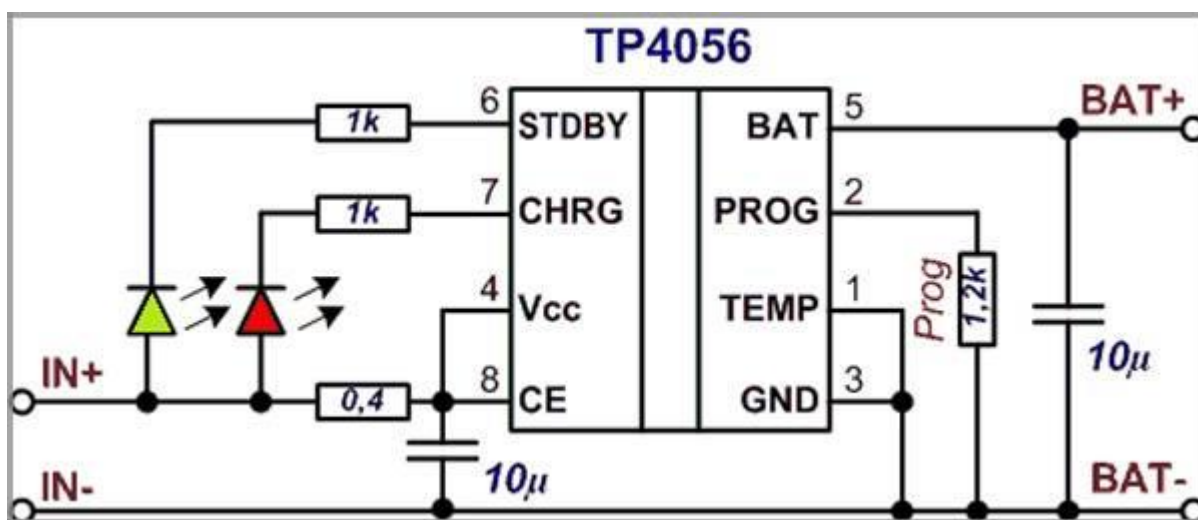 TP4056
1k
6
STDBY
BAT
5
BAT+
1k
7
CHRG
PROG
2
4
Vcc
TEMP
1
Prog
1,2k
10µ
IN+
0,4
8
CE
GND
3
10µ
IN-
BAT-